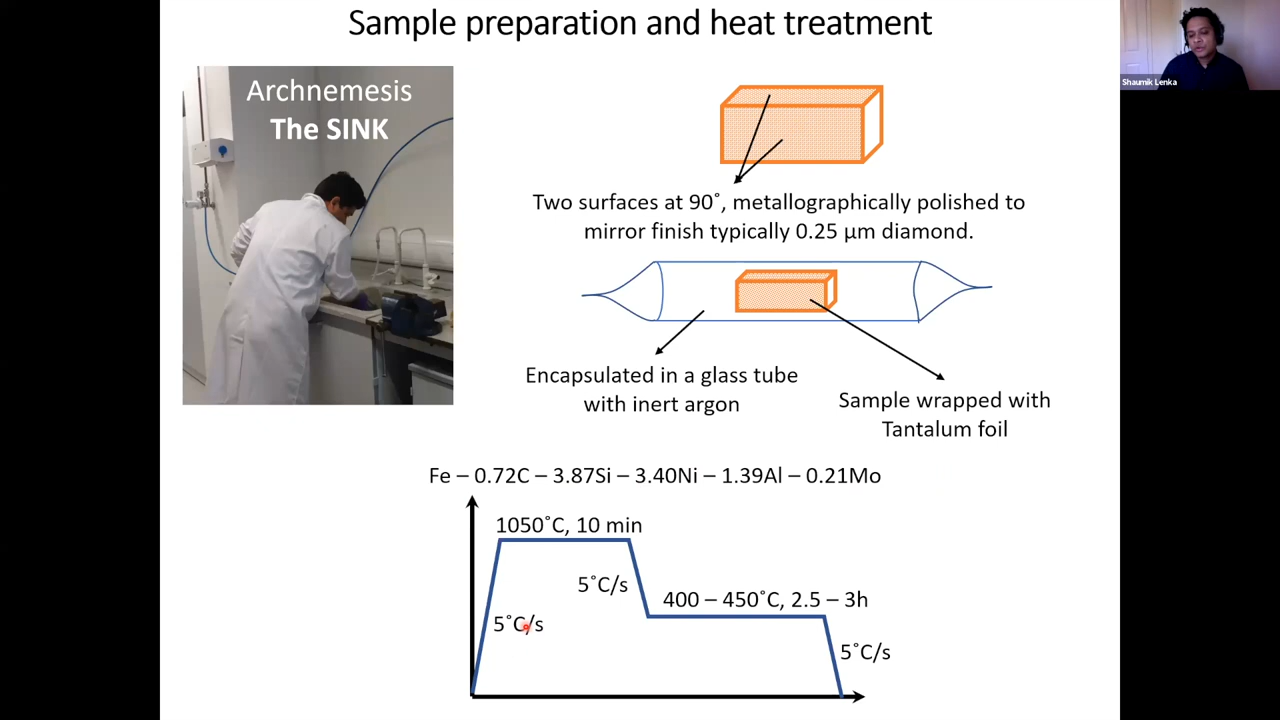 Sample preparation and heat treatment
Archnemesis
The SINK
Shaumik Lenka
Two surfaces at 90˚, metallographically polished to
mirror finish typically 0.25 µm diamond.
Encapsulated in a glass tube
with inert argon
Sample wrapped with
Tantalum foil
Fe – 0.72C – 3.87Si – 3.40Ni – 1.39Al – 0.21Mo
1050˚C, 10 min
5˚C/s
400 – 450˚C, 2.5 – 3h
5˚C/s
5˚C/s